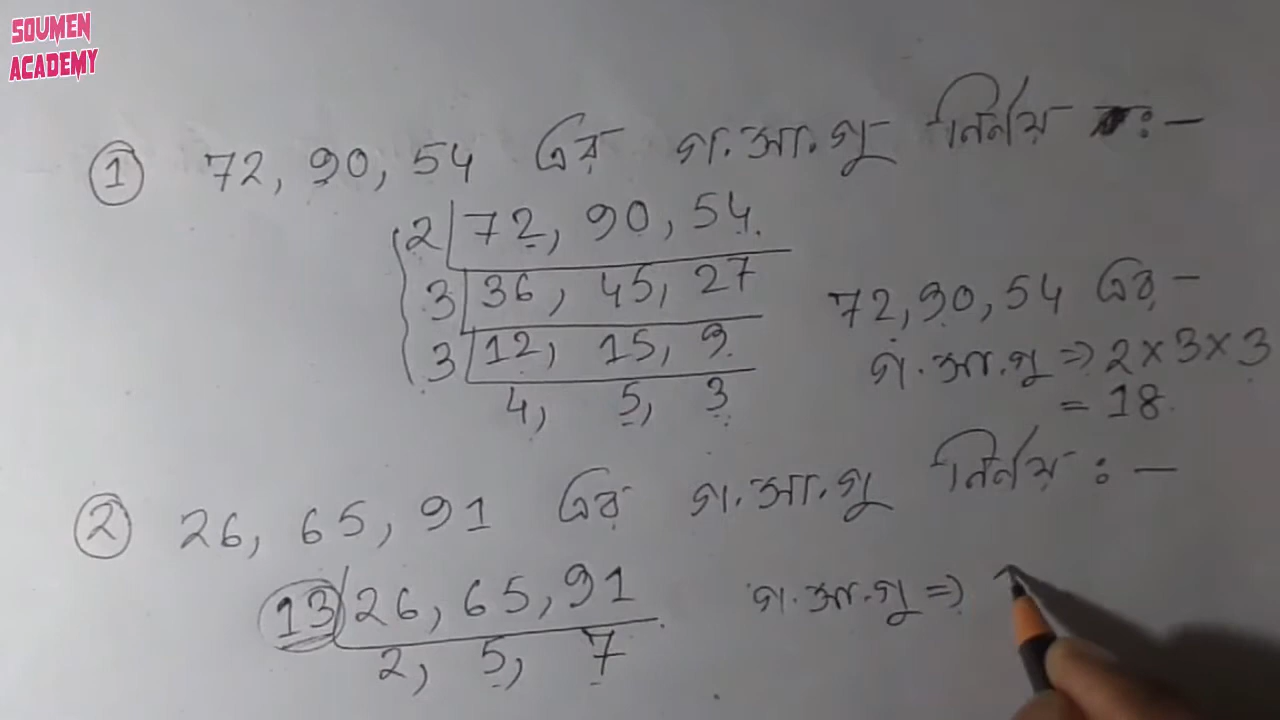 SOUMEN
ACADEMY
1 72, 90, 54 এর গ.সা.গু নির্নয় :-
2 72, 90, 54
3 36, 45, 27
3 12, 15, 9
4, 5, 3
72, 90, 54 এর -
গ.সা.গু ⇒ 2×3×3
= 18
2 26, 65, 91 এর গ.সা.গু নির্নয় :-
13 26, 65, 91
2, 5, 7
গ.সা.গু ⇒